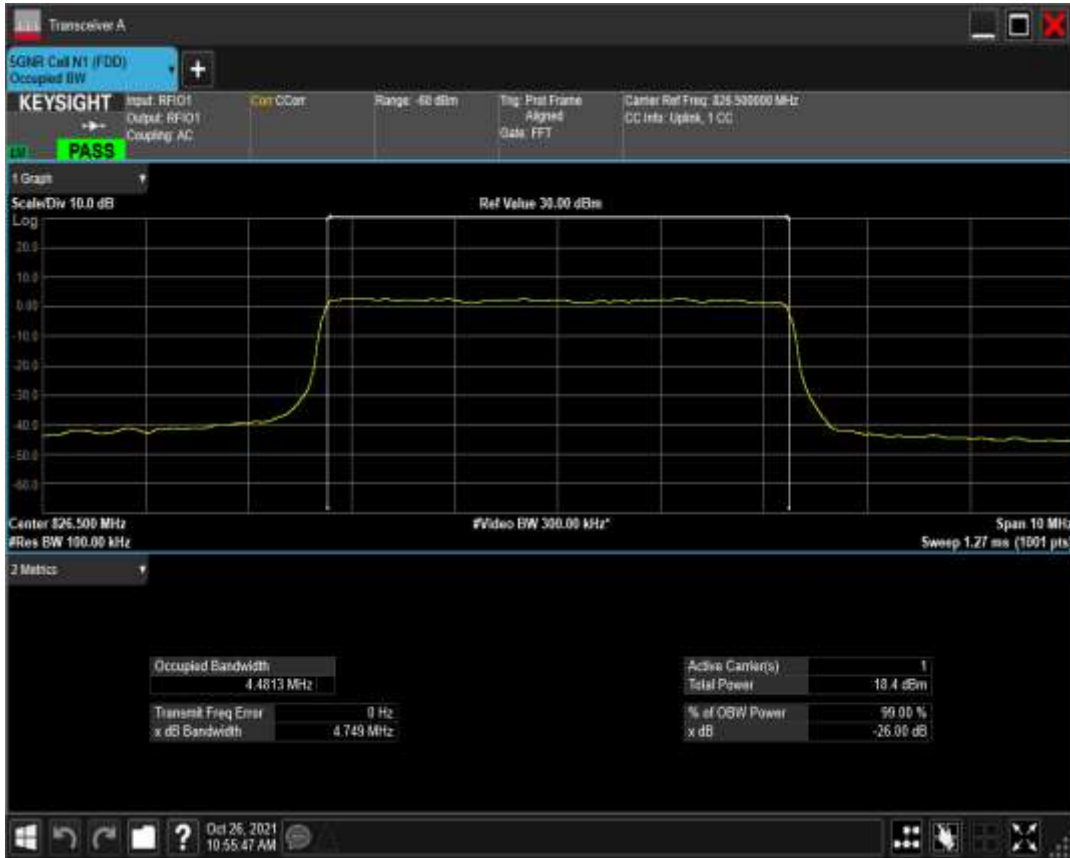 Transceiver A
5GNR Cell N1 (FDD)
Occupied BW
KEYSIGHT
Input: RFIO1
Output: RFIO1
Coupling: AC
Corr CCorr
Range: -60 dBm
Trig: Prot Frame
Aligned
Gate: FFT
Carrier Ref Freq: 826.500000 MHz
CC Info: Uplink, 1 CC
PASS
1 Graph
Scale/Div 10.0 dB
Ref Value 30.00 dBm
Log
20.0
10.0
0.00
-10.0
-20.0
-30.0
-40.0
-50.0
-60.0
Center 826.500 MHz
#Video BW 300.00 kHz*
Span 10 MHz
#Res BW 100.00 kHz
Sweep 1.27 ms (1001 pts)
2 Metrics
Occupied Bandwidth
4.4813 MHz
Transmit Freq Error 0 Hz
x dB Bandwidth 4.749 MHz
Active Carrier(s) 1
Total Power 18.4 dBm
% of OBW Power 99.00 %
x dB -26.00 dB
?
Oct 26, 2021
10:55:47 AM